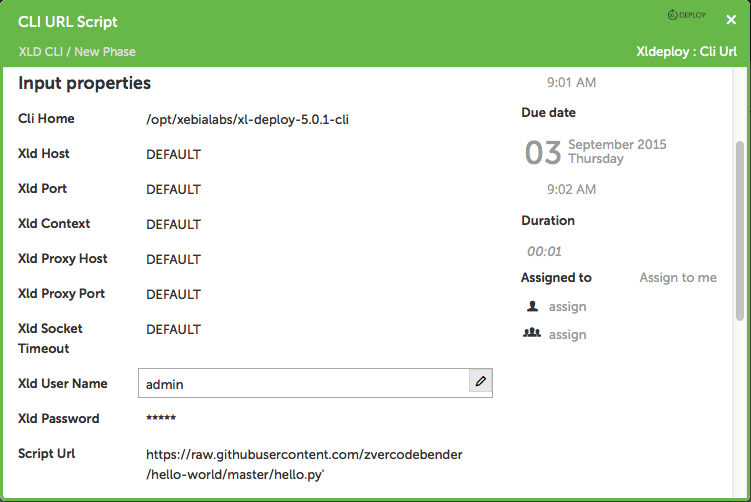 CLI URL Script
DEPLOY
XLD CLI / New Phase
Xldeploy : Cli Url
Input properties
Cli Home /opt/xebialabs/xl-deploy-5.0.1-cli
Xld Host DEFAULT
Xld Port DEFAULT
Xld Context DEFAULT
Xld Proxy Host DEFAULT
Xld Proxy Port DEFAULT
Xld Socket
Timeout DEFAULT
Xld User Name admin
Xld Password *****
Script Url https://raw.githubusercontent.com/zvercodebender
/hello-world/master/hello.py'
9:01 AM
Due date
03 September 2015
Thursday
9:02 AM
Duration
00:01
Assigned to Assign to me
assign
assign